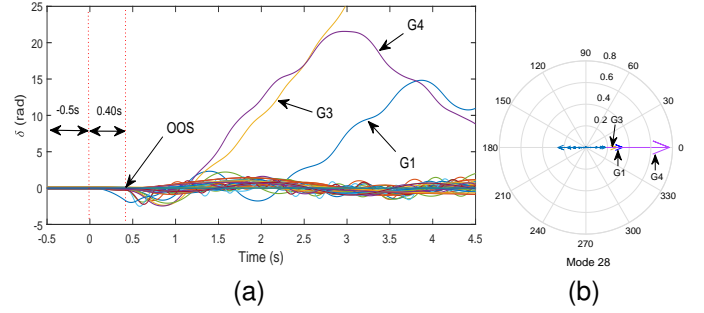 25
20
15
10
5
0
-5
δ (rad)
-0.5s
0.40s
OOS
G4
G3
G1
-0.5 0 0.5 1 1.5 2 2.5 3 3.5 4 4.5
Time (s)
(a)
90
120 60
0.8
0.6
0.4
0.2
150 30
180 0
G3
G1
G4
210 330
240 300
270
Mode 28
(b)